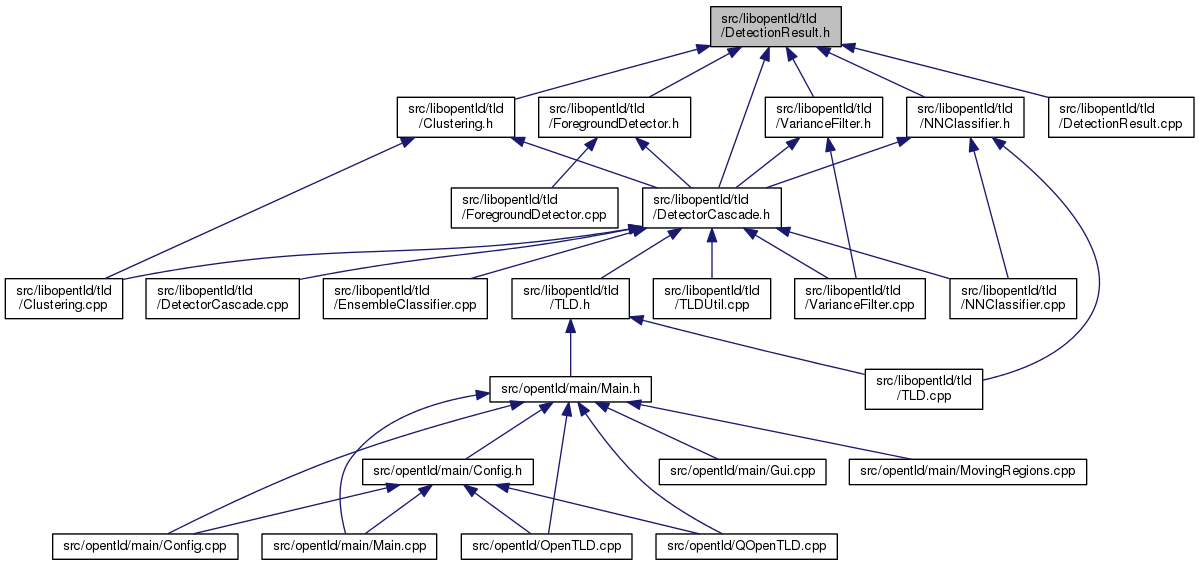 src/libopentld/tld
/DetectionResult.h
src/libopentld/tld
/Clustering.h
src/libopentld/tld
/ForegroundDetector.h
src/libopentld/tld
/VarianceFilter.h
src/libopentld/tld
/NNClassifier.h
src/libopentld/tld
/DetectionResult.cpp
src/libopentld/tld
/ForegroundDetector.cpp
src/libopentld/tld
/DetectorCascade.h
src/libopentld/tld
/Clustering.cpp
src/libopentld/tld
/DetectorCascade.cpp
src/libopentld/tld
/EnsembleClassifier.cpp
src/libopentld/tld
/TLD.h
src/libopentld/tld
/TLDUtil.cpp
src/libopentld/tld
/VarianceFilter.cpp
src/libopentld/tld
/NNClassifier.cpp
src/opentld/main/Main.h
src/libopentld/tld
/TLD.cpp
src/opentld/main/Config.h
src/opentld/main/Gui.cpp
src/opentld/main/MovingRegions.cpp
src/opentld/main/Config.cpp
src/opentld/main/Main.cpp
src/opentld/OpenTLD.cpp
src/opentld/QOpenTLD.cpp